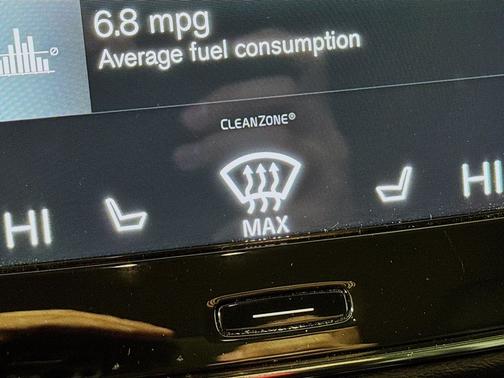 6.8 mpg
Average fuel consumption
CLEANZONE®
HI HI
MAX